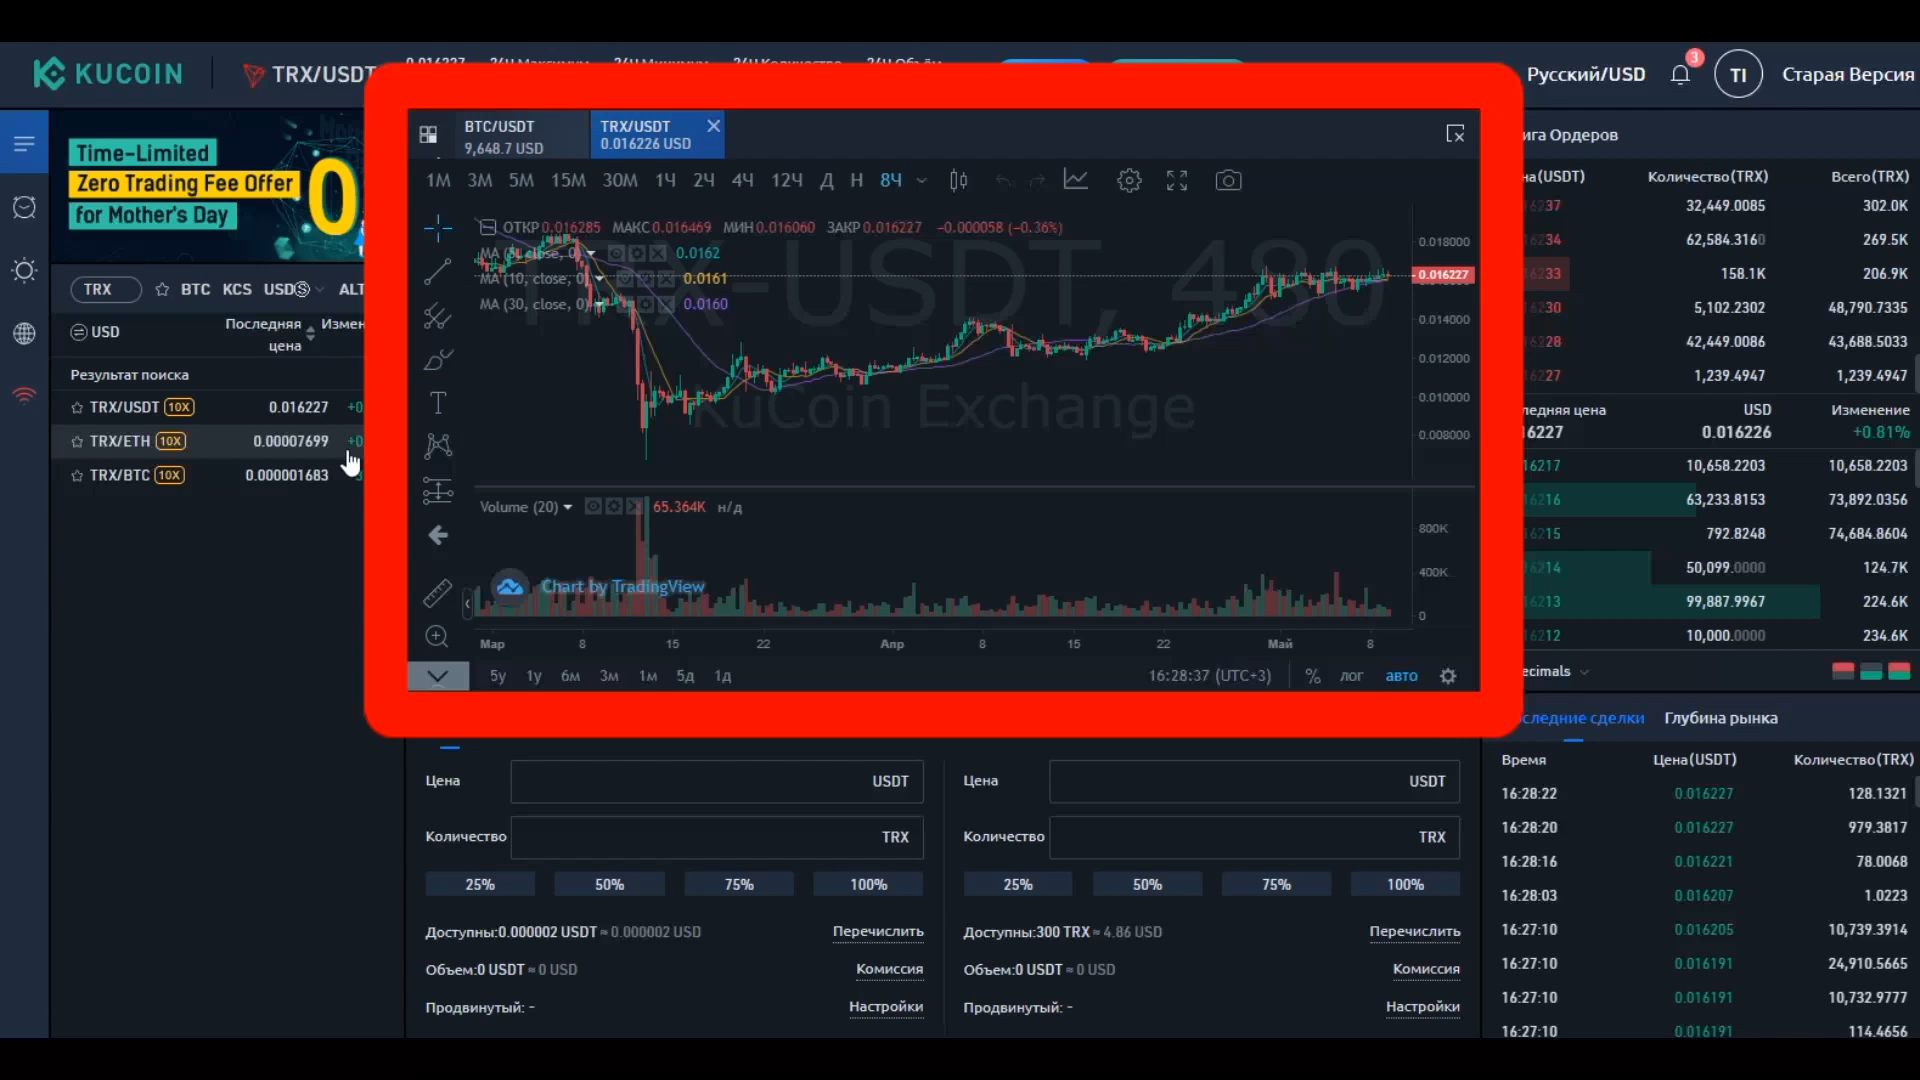 KUCOIN
TRX/USDT
Русский/USD
3
TI
Старая Версия
Time-Limited
Zero Trading Fee Offer
for Mother's Day
0
TRX
BTC
KCS
USDⓈ
ALT
USD
Последняя
цена
Результат поиска
TRX/USDT 10X 0.016227
TRX/ETH 10X 0.00007699
TRX/BTC 10X 0.000001683
BTC/USDT
9,648.7 USD
TRX/USDT
0.016226 USD
1М 3М 5М 15М 30М 1Ч 2Ч 4Ч 12Ч Д Н 8Ч
ОТКР 0.016285 МАКС 0.016469 МИН 0.016060 ЗАКР 0.016227 −0.000058 (−0.36%)
0.0162
MA (10, close, 0) 0.0161
MA (30, close, 0) 0.0160
TRX-USDT, 480
KuCoin Exchange
0.018000
0.016227
0.014000
0.012000
0.010000
0.008000
Volume (20) 65.364K н/д
800K
400K
0
Chart by TradingView
Мар 8 15 22 Апр 8 15 22 Май 8
5y 1y 6м 3м 1м 5д 1д
16:28:37 (UTC+3)
% лог авто
Цена USDT
Количество TRX
25% 50% 75% 100%
Доступны:0.000002 USDT ≈ 0.000002 USD Перечислить
Объем:0 USDT ≈ 0 USD Комиссия
Продвинутый: - Настройки
Цена USDT
Количество TRX
25% 50% 75% 100%
Доступны:300 TRX ≈ 4.86 USD Перечислить
Объем:0 USDT ≈ 0 USD Комиссия
Продвинутый: - Настройки
Ордеров
Количество(TRX) Всего(TRX)
32,449.0085 302.0K
62,584.3160 269.5K
158.1K 206.9K
5,102.2302 48,790.7335
42,449.0086 43,688.5033
1,239.4947 1,239.4947
цена USD Изменение
0.016226 +0.81%
10,658.2203 10,658.2203
63,233.8153 73,892.0356
792.8248 74,684.8604
50,099.0000 124.7K
99,887.9967 224.6K
10,000.0000 234.6K
ecimals
сделки Глубина рынка
Время Цена(USDT) Количество(TRX)
16:28:22 0.016227 128.1321
16:28:20 0.016227 979.3817
16:28:16 0.016221 78.0068
16:28:03 0.016207 1.0223
16:27:10 0.016205 10,739.3914
16:27:10 0.016191 24,910.5665
16:27:10 0.016191 10,732.9777
16:27:10 0.016191 114.4656